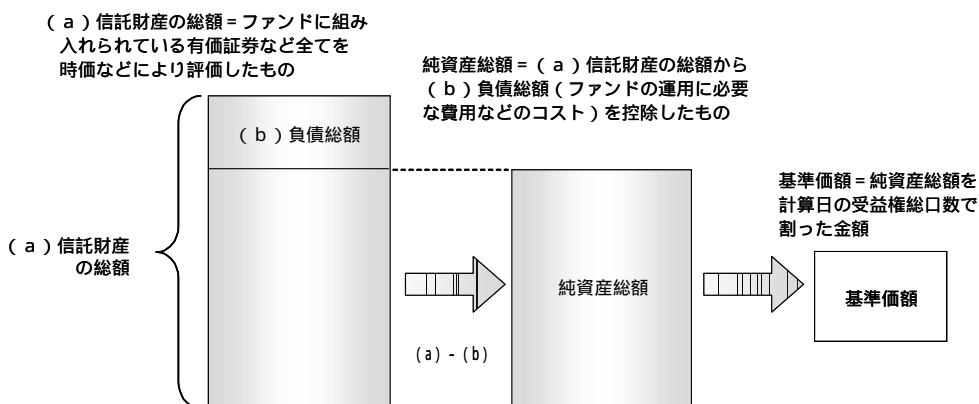 (a)信託財産の総額=ファンドに組み
入れられている有価証券など全てを
時価などにより評価したもの
純資産総額=(a)信託財産の総額から
(b)負債総額(ファンドの運用に必要
な費用などのコスト)を控除したもの
(b)負債総額
基準価額=純資産総額を
計算日の受益権総口数で
割った金額
(a)信託財産
の総額
純資産総額
基準価額
(a) - (b)